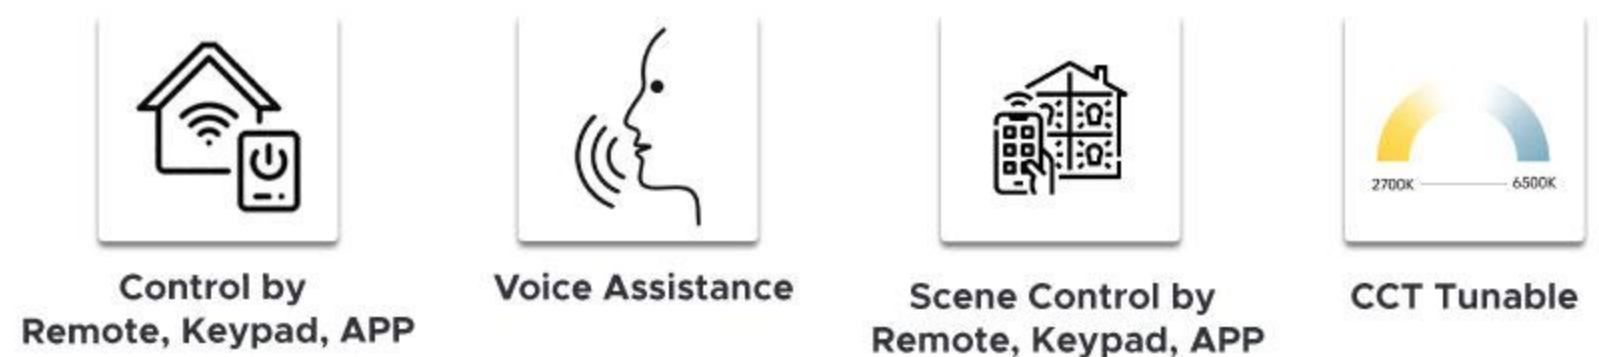 2700K
6500K
Control by
Remote, Keypad, APP
Voice Assistance
Scene Control by
Remote, Keypad, APP
CCT Tunable